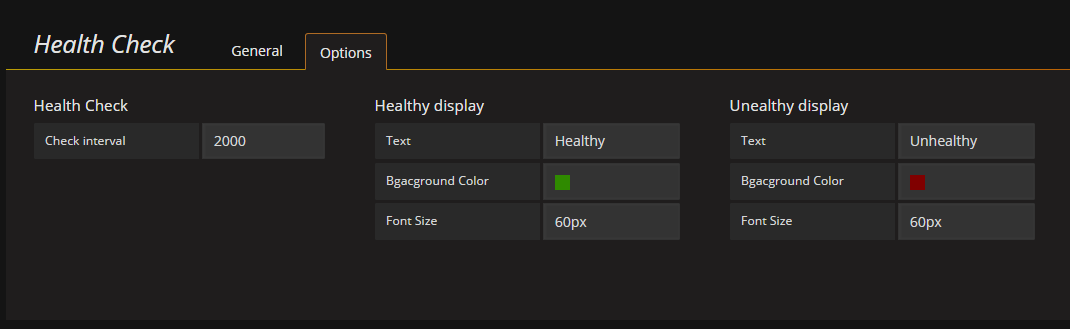 Health Check
General
Options
Health Check
Check interval
2000
Healthy display
Text
Healthy
Bgacground Color
Font Size
60px
Unealthy display
Text
Unhealthy
Bgacground Color
Font Size
60px